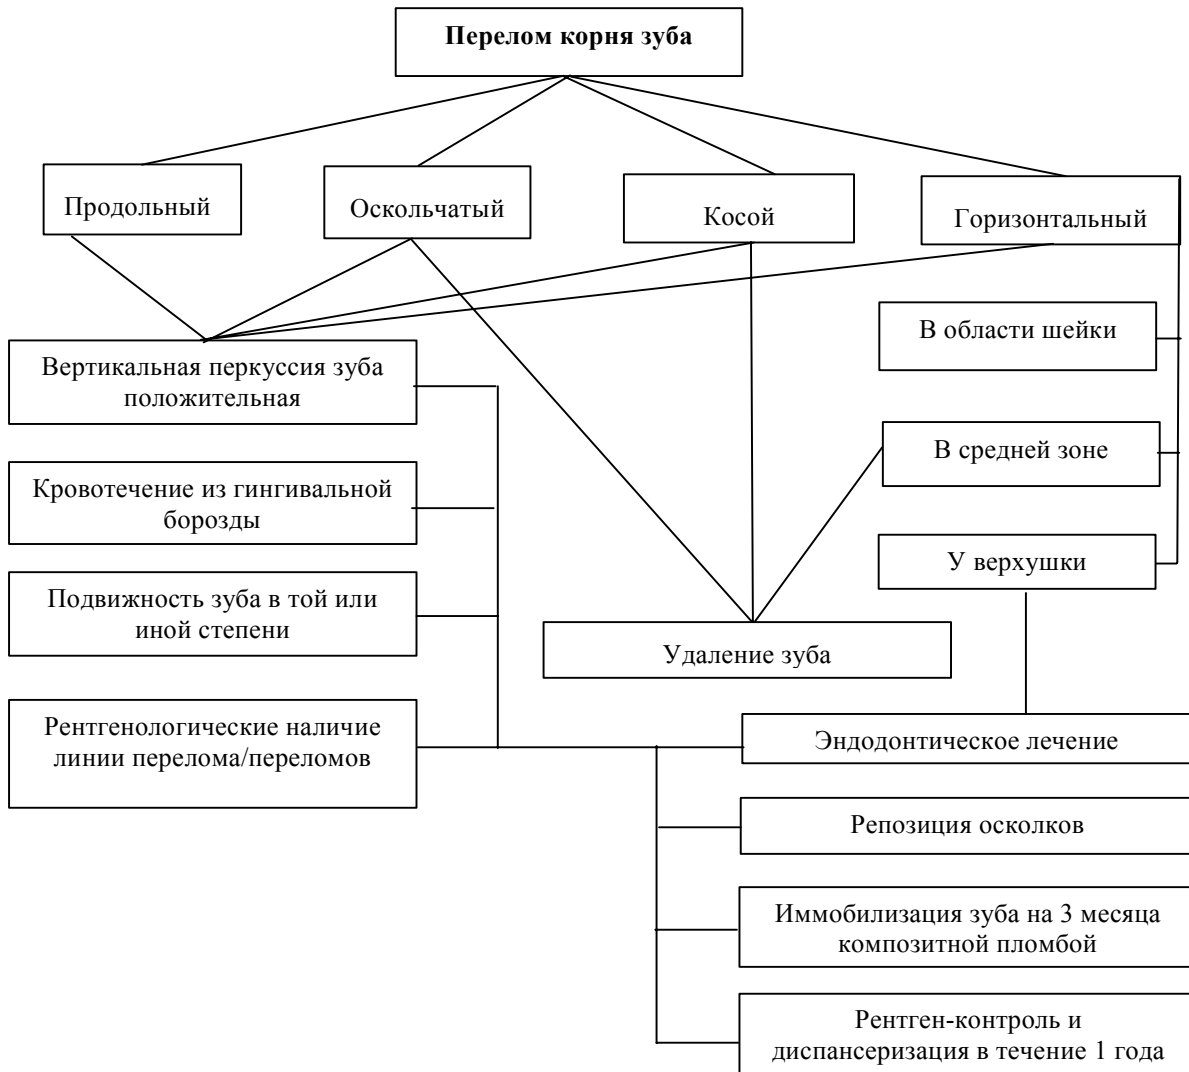 Перелом корня зуба
Продольный
Оскольчатый
Косой
Горизонтальный
В области шейки
Вертикальная перкуссия зуба
положительная
В средней зоне
Кровотечение из гингивальной
борозды
У верхушки
Подвижность зуба в той или
иной степени
Удаление зуба
Рентгенологические наличие
линии перелома/переломов
Эндодонтическое лечение
Репозиция осколков
Иммобилизация зуба на 3 месяца
композитной пломбой
Рентген-контроль и
диспансеризация в течение 1 года